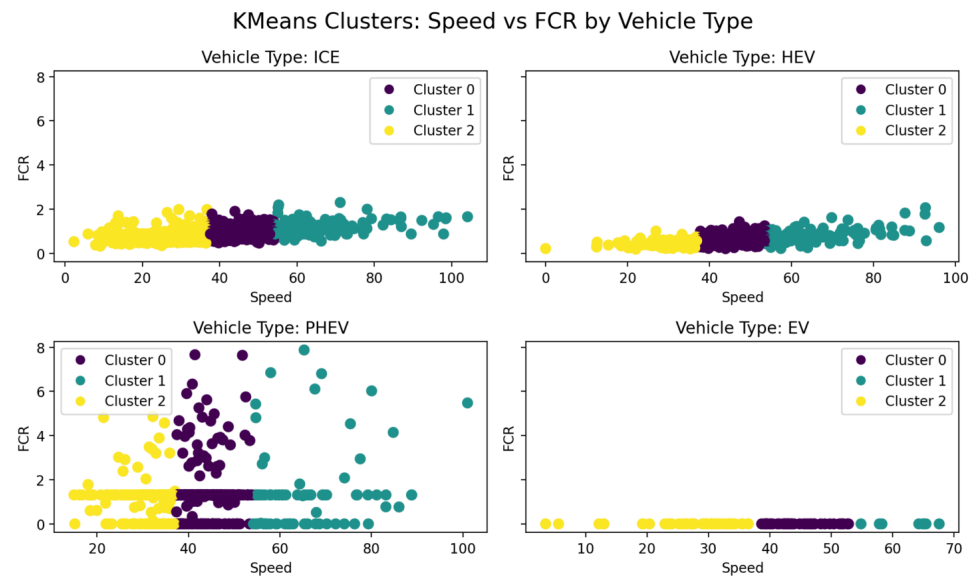 KMeans Clusters: Speed vs FCR by Vehicle Type
Vehicle Type: ICE
8
6
4
2
0
FCR
0 20 40 60 80 100
Speed
Cluster 0
Cluster 1
Cluster 2
Vehicle Type: HEV
FCR
0 20 40 60 80 100
Speed
Cluster 0
Cluster 1
Cluster 2
Vehicle Type: PHEV
8
6
4
2
0
FCR
20 40 60 80 100
Speed
Cluster 0
Cluster 1
Cluster 2
Vehicle Type: EV
FCR
10 20 30 40 50 60 70
Speed
Cluster 0
Cluster 1
Cluster 2